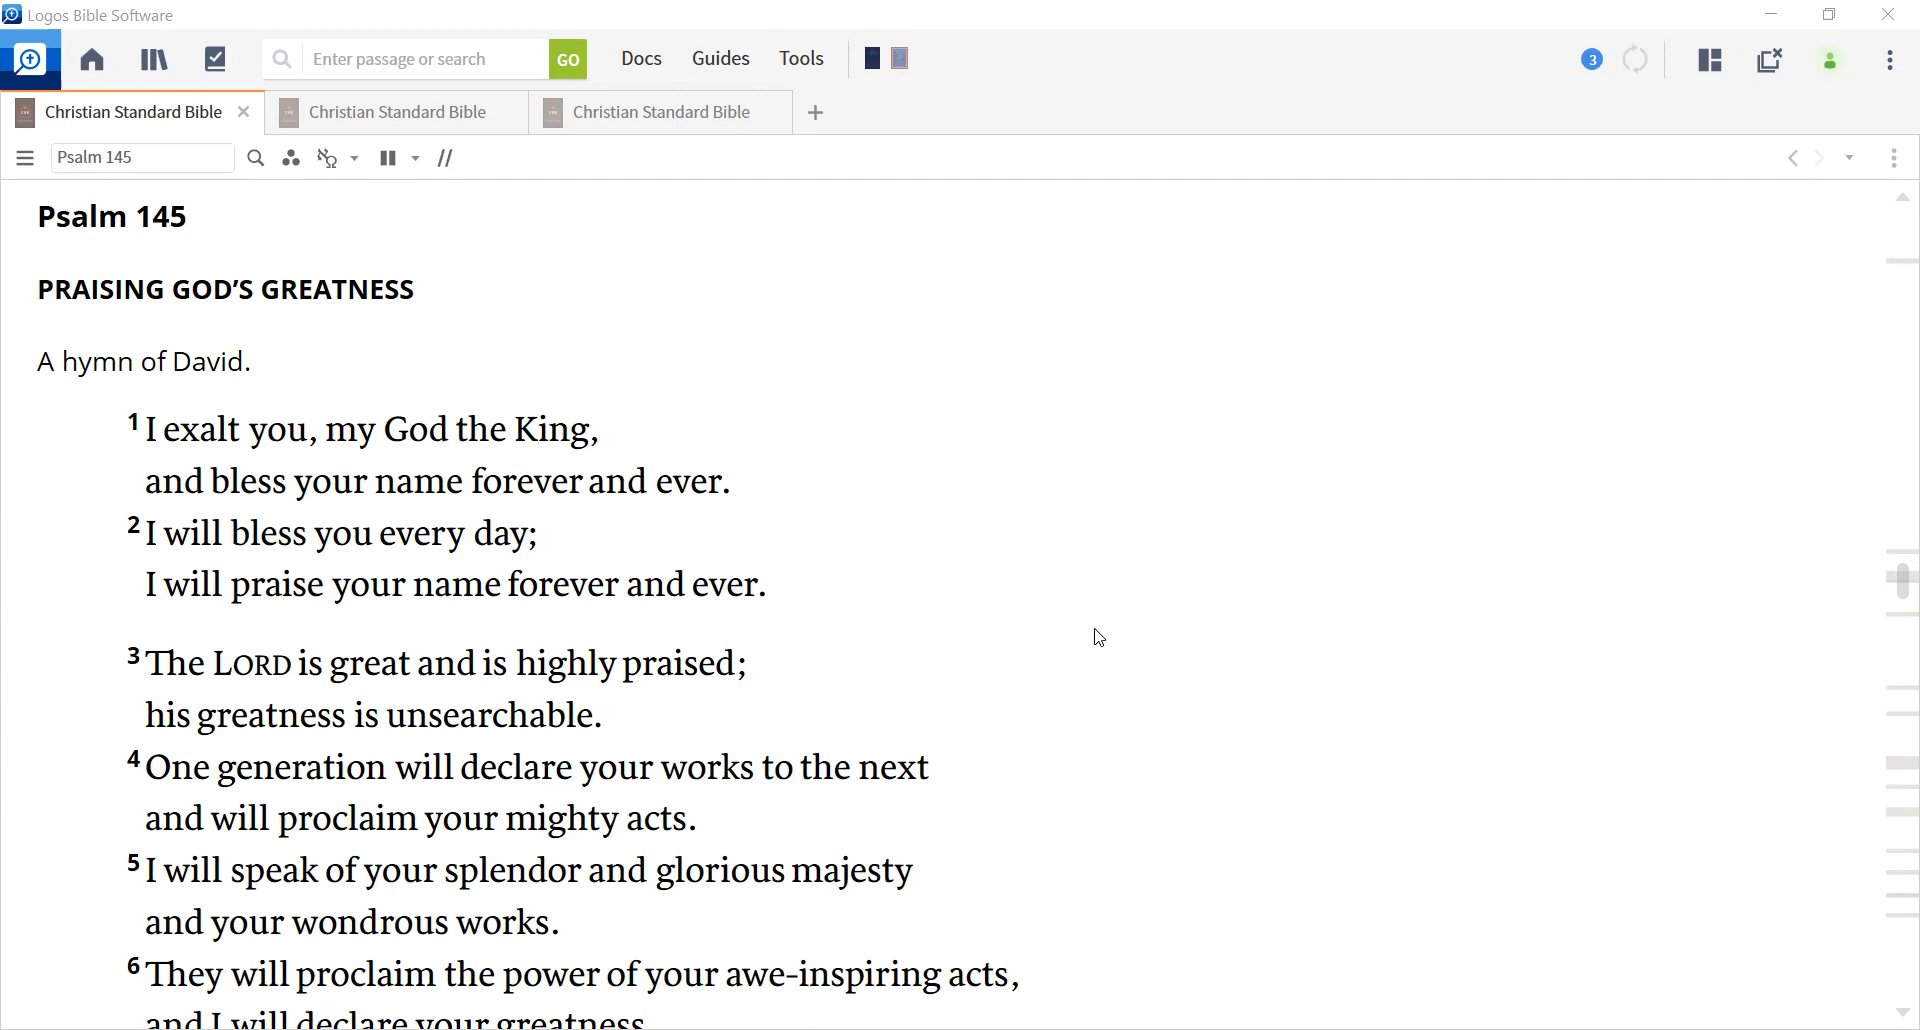 Logos Bible Software
Enter passage or search GO Docs Guides Tools 3
Christian Standard Bible Christian Standard Bible Christian Standard Bible
Psalm 145
Psalm 145
PRAISING GOD’S GREATNESS
A hymn of David.
1 I exalt you, my God the King,
and bless your name forever and ever.
2 I will bless you every day;
I will praise your name forever and ever.
3 The LORD is great and is highly praised;
his greatness is unsearchable.
4 One generation will declare your works to the next
and will proclaim your mighty acts.
5 I will speak of your splendor and glorious majesty
and your wondrous works.
6 They will proclaim the power of your awe-inspiring acts,
and I will declare your greatness